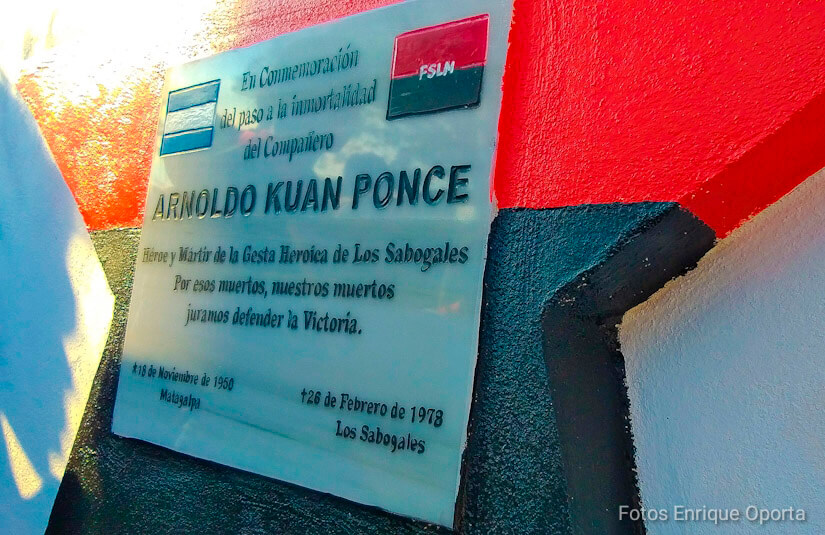 En Conmemoración
del paso a la inmortalidad
del Compañero
FSLN
ARNOLDO KUAN PONCE
Héroe y Mártir de la Gesta Heroica de Los Sabogales
Por esos muertos, nuestros muertos
juramos defender la Victoria.
18 de Noviembre de 1950
Matagalpa
†26 de Febrero de 1978
Los Sabogales
Fotos Enrique Oporta